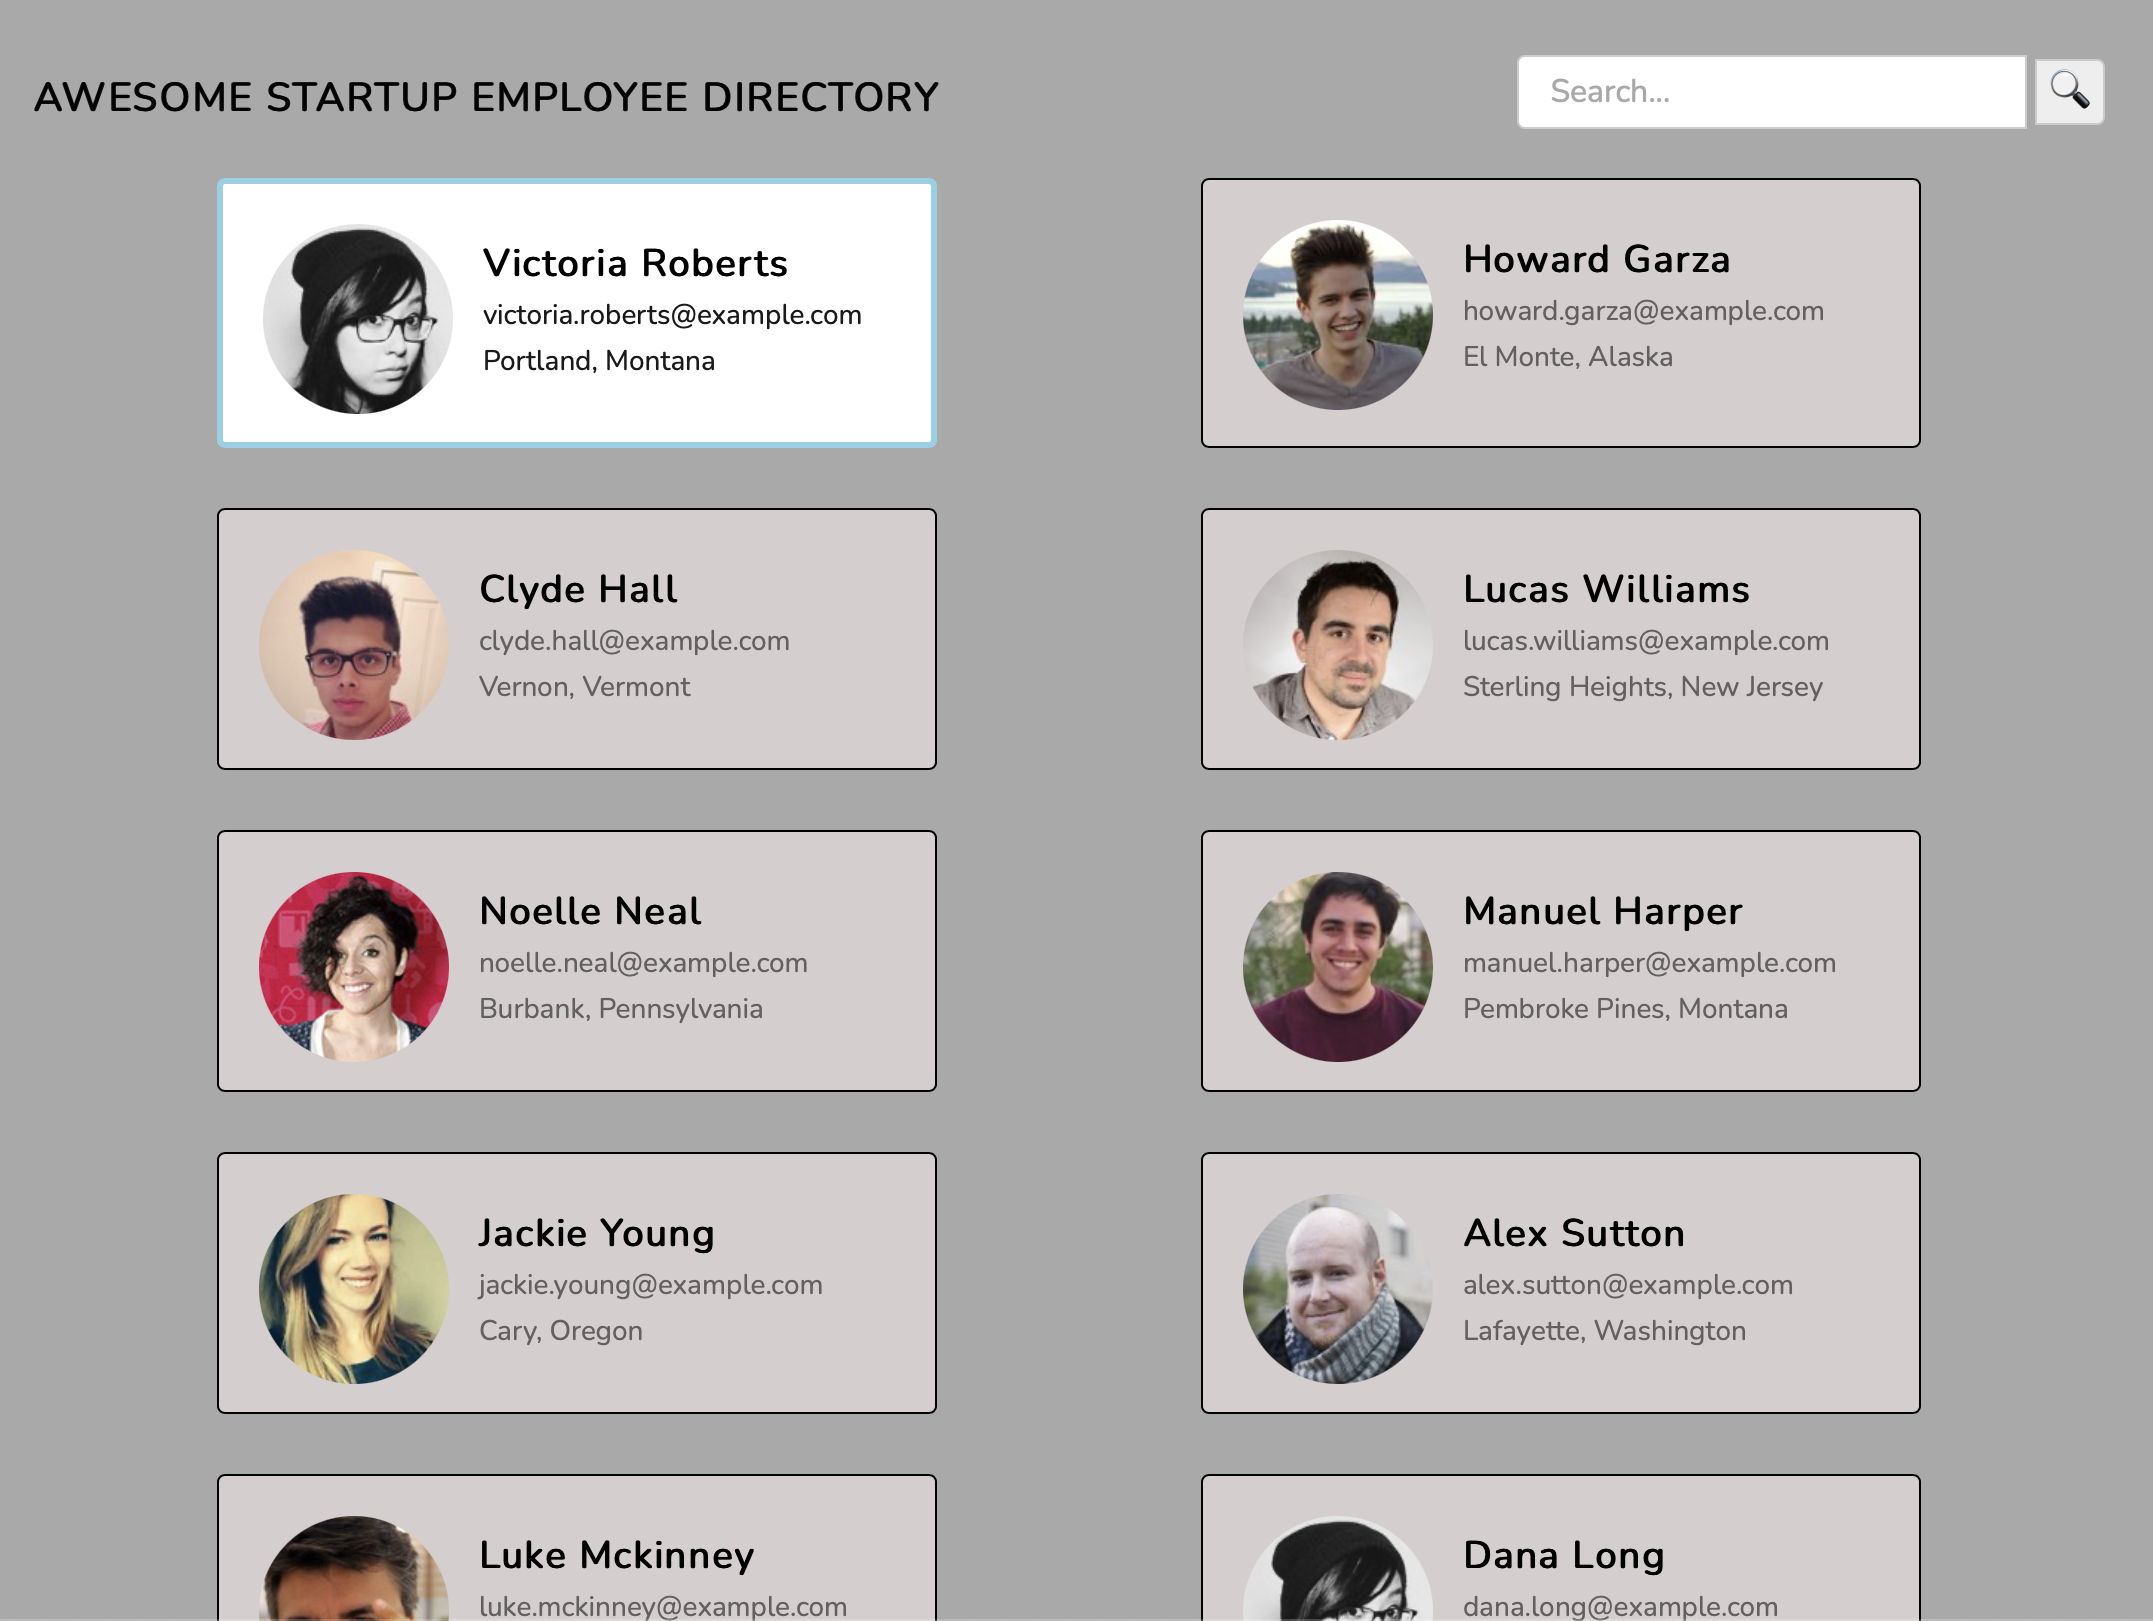 AWESOME STARTUP EMPLOYEE DIRECTORY
Search...
Victoria Roberts
victoria.roberts@example.com
Portland, Montana
Howard Garza
howard.garza@example.com
El Monte, Alaska
Clyde Hall
clyde.hall@example.com
Vernon, Vermont
Lucas Williams
lucas.williams@example.com
Sterling Heights, New Jersey
Noelle Neal
noelle.neal@example.com
Burbank, Pennsylvania
Manuel Harper
manuel.harper@example.com
Pembroke Pines, Montana
Jackie Young
jackie.young@example.com
Cary, Oregon
Alex Sutton
alex.sutton@example.com
Lafayette, Washington
Luke Mckinney
luke.mckinney@example.com
Dana Long
dana.long@example.com